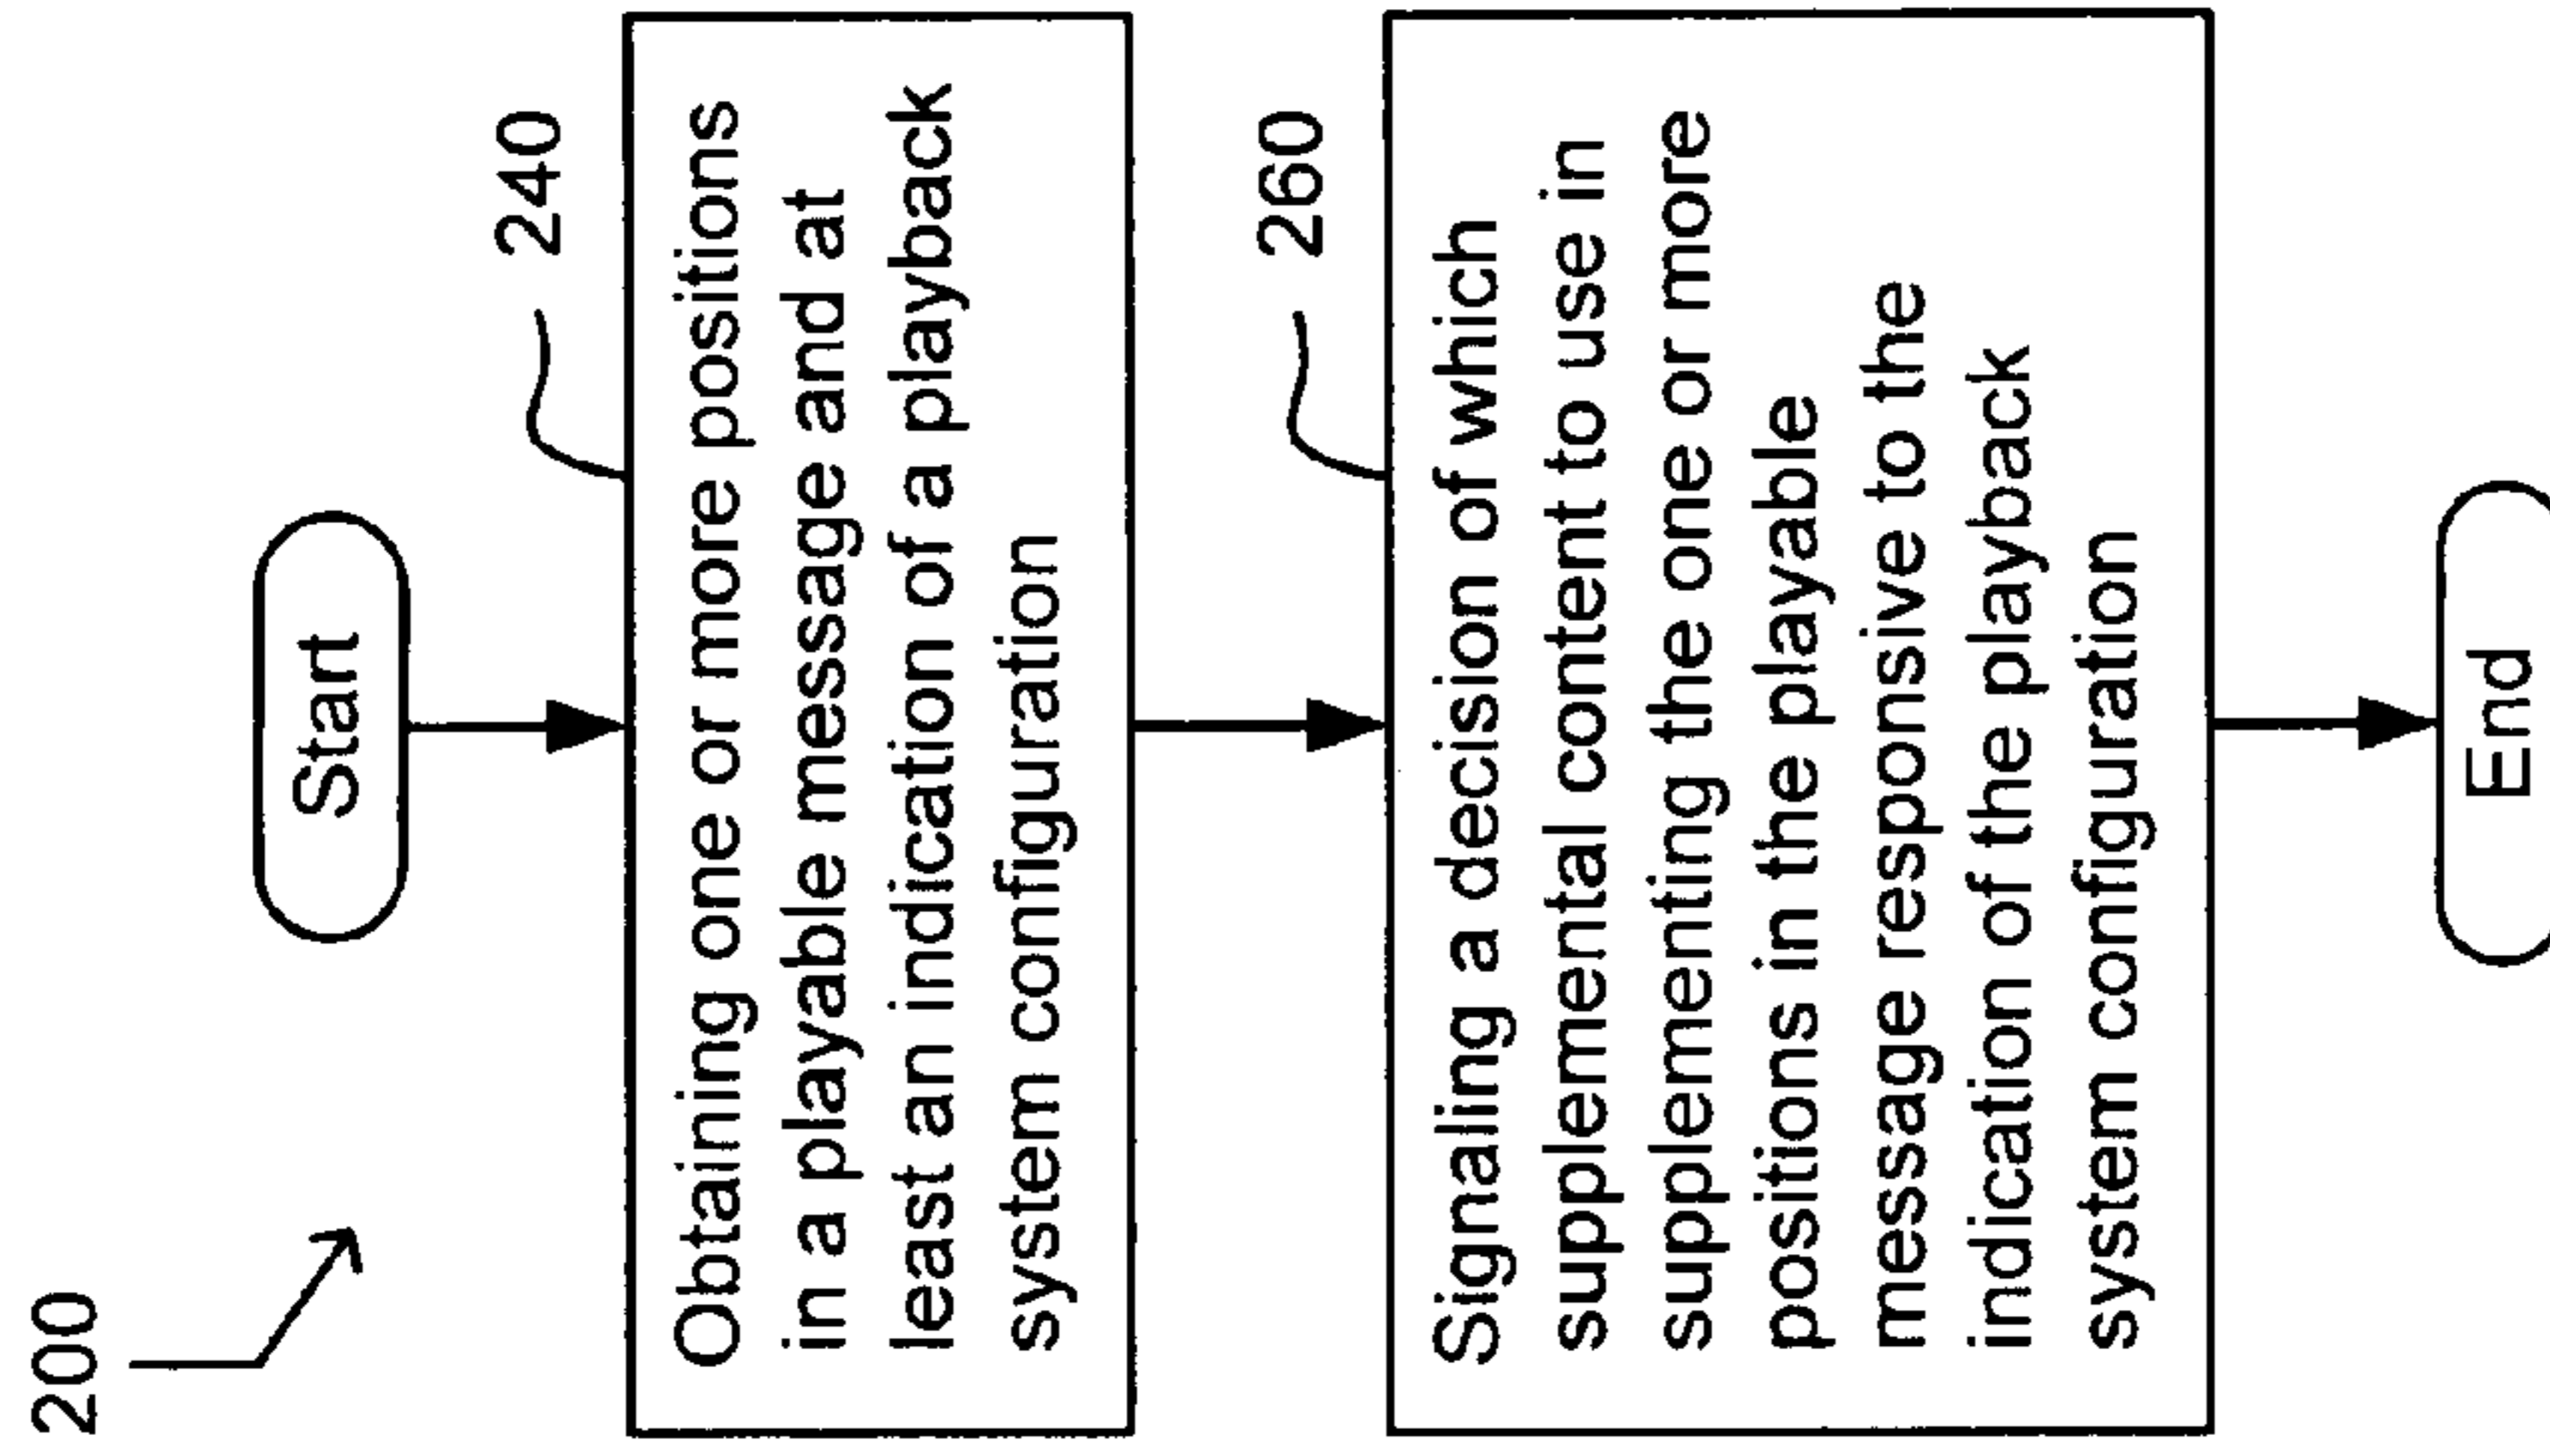 200
Start
240
Obtaining one or more positions
in a playable message and at
least an indication of a playback
system configuration
260
Signaling a decision of which
supplemental content to use in
supplementing the one or more
positions in the playable
message responsive to the
indication of the playback
system configuration
End